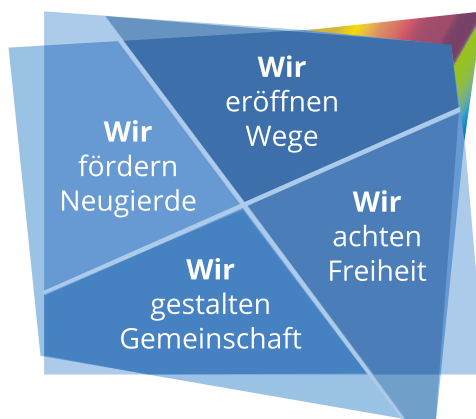 Wir
eröffnen
Wege
Wir
fördern
Neugierde
Wir
achten
Freiheit
Wir
gestalten
Gemeinschaft